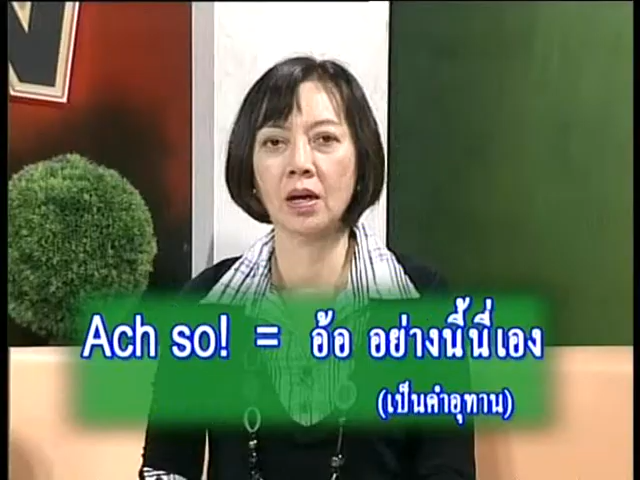 Ach so! = อ้อ อย่างนี้นี่เอง
(เป็นคำอุทาน)